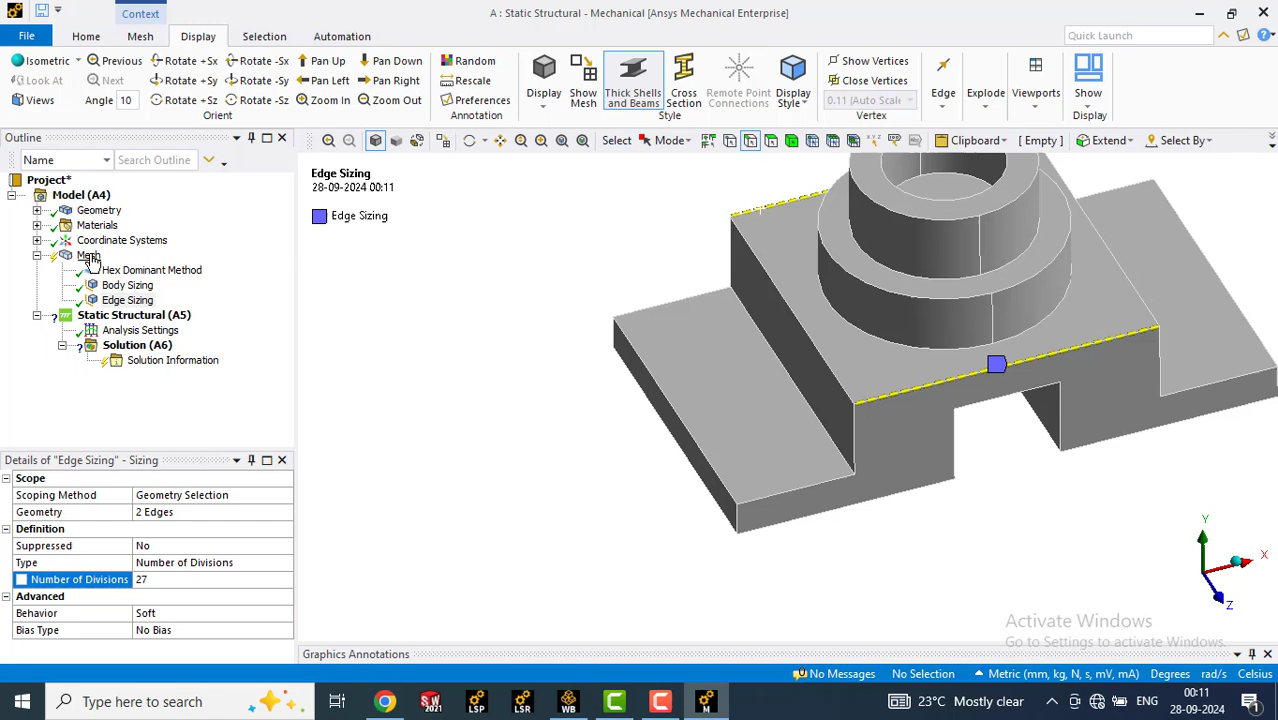 Context
A : Static Structural - Mechanical [Ansys Mechanical Enterprise]
File Home Mesh Display Selection Automation Quick Launch
Isometric Previous Rotate +Sx Rotate -Sx Pan Up Pan Down Random Show Vertices
Look At Next Rotate +Sy Rotate -Sy Pan Left Pan Right Rescale Close Vertices
Views Angle 10 Rotate +Sz Rotate -Sz Zoom In Zoom Out Preferences 0.11 (Auto Scale)
Display Show Mesh Thick Shells and Beams Cross Section Remote Point Connections Display Style Edge Explode Viewports Show
Orient Annotation Style Vertex Display
Outline
Select Mode Clipboard [ Empty ] Extend Select By
Name Search Outline
Project*
Model (A4)
Geometry
Materials
Coordinate Systems
Mesh
Hex Dominant Method
Body Sizing
Edge Sizing
Static Structural (A5)
Analysis Settings
Solution (A6)
Solution Information
Edge Sizing
28-09-2024 00:11
Edge Sizing
Details of "Edge Sizing" - Sizing
Scope
Scoping Method Geometry Selection
Geometry 2 Edges
Definition
Suppressed No
Type Number of Divisions
Number of Divisions 27
Advanced
Behavior Soft
Bias Type No Bias
Y
X
Z
Activate Windows
Go to Settings to activate Windows.
Graphics Annotations
No Messages No Selection Metric (mm, kg, N, s, mV, mA) Degrees rad/s Celsius
Type here to search
SW
2021
LSP
LSR
WB
M
23°C Mostly clear
ENG
00:11
28-09-2024
1